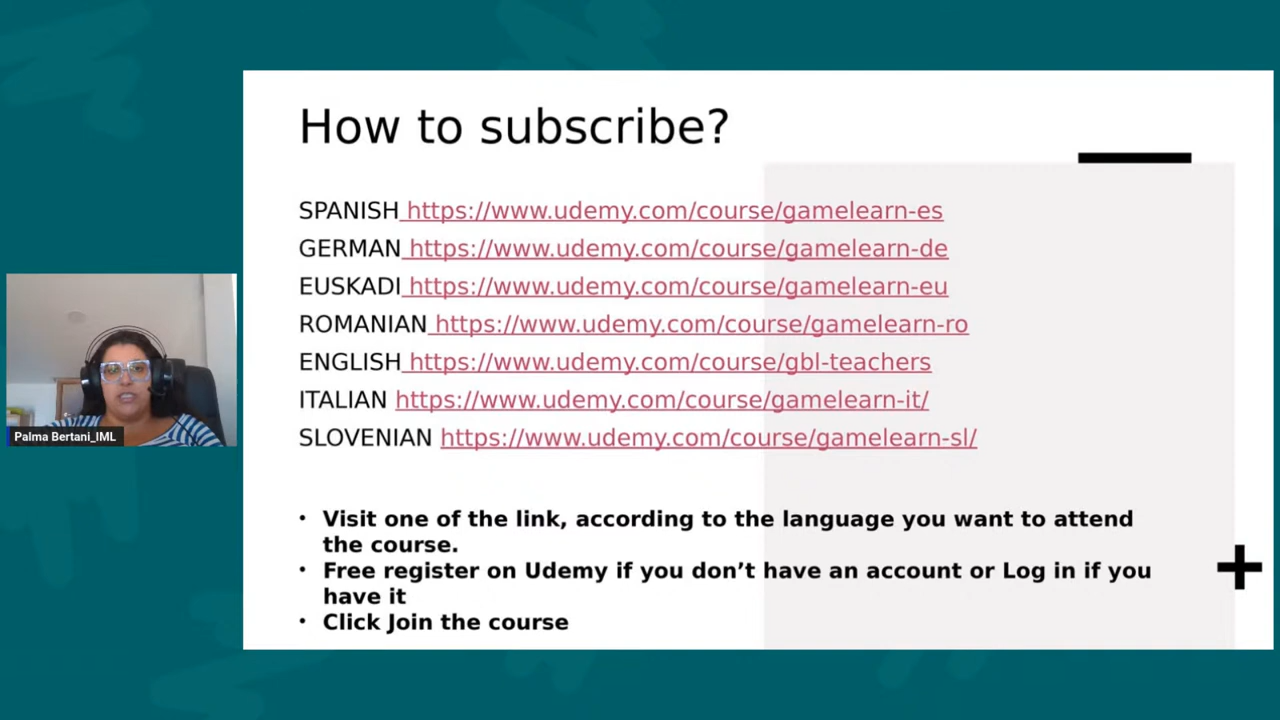 How to subscribe?
SPANISH https://www.udemy.com/course/gamelearn-es
GERMAN https://www.udemy.com/course/gamelearn-de
EUSKADI https://www.udemy.com/course/gamelearn-eu
ROMANIAN https://www.udemy.com/course/gamelearn-ro
ENGLISH https://www.udemy.com/course/gbl-teachers
ITALIAN https://www.udemy.com/course/gamelearn-it/
SLOVENIAN https://www.udemy.com/course/gamelearn-sl/
Palma Bertani_IML
• Visit one of the link, according to the language you want to attend
the course.
• Free register on Udemy if you don’t have an account or Log in if you
have it
• Click Join the course